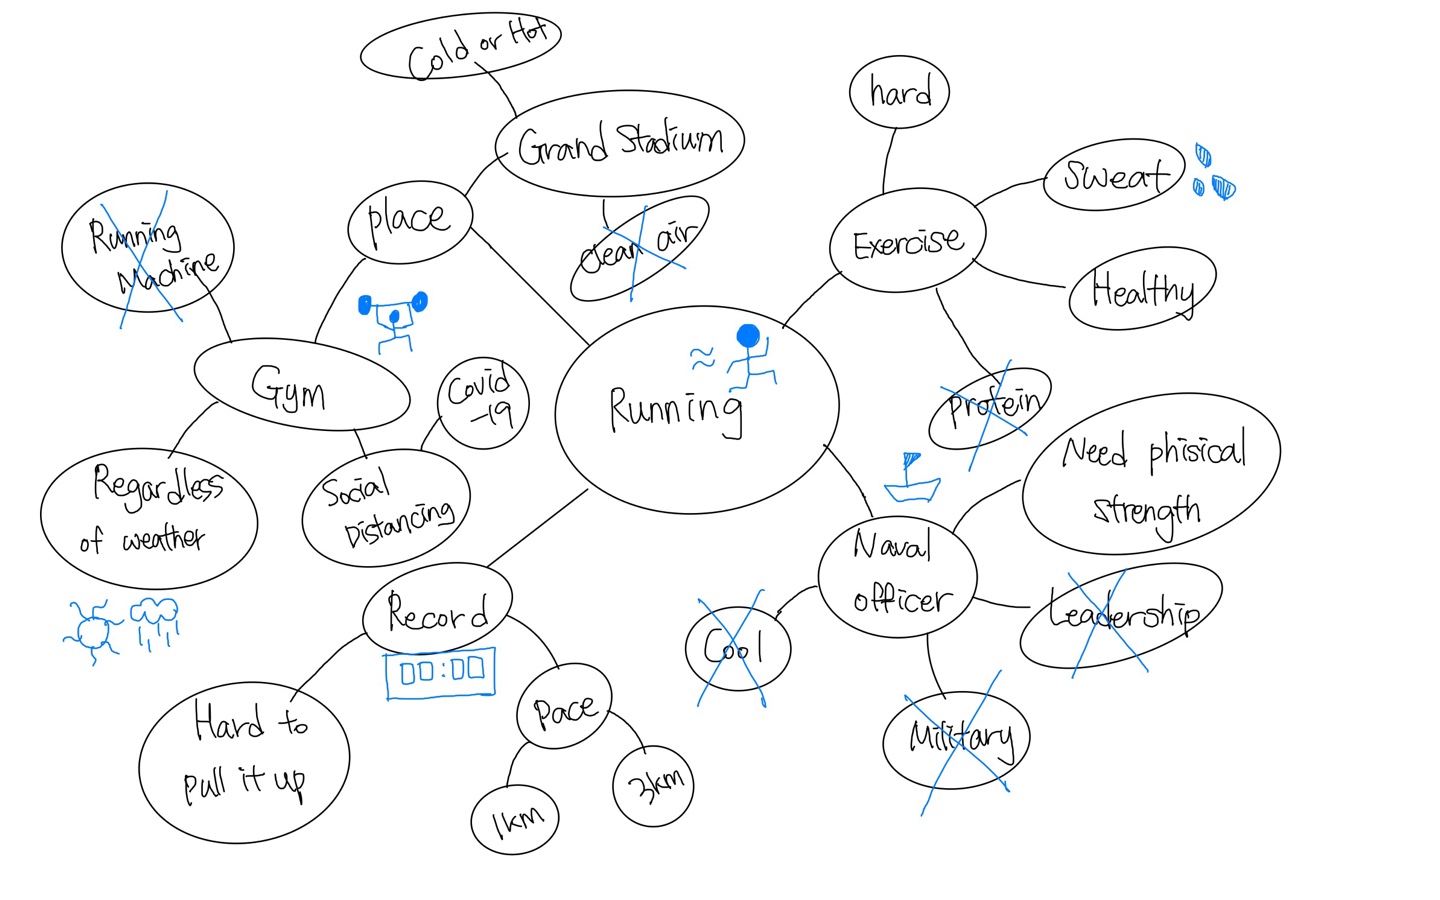 Cold or Hot
Grand Stadium
clean air
place
Running
Machine
Gym
Regardless
of weather
Social
Distancing
Covid
-19
Running
hard
Exercise
Sweat
Healthy
protein
Naval
officer
Need phisical
strength
Leadership
Military
Cool
Record
00:00
Hard to
pull it up
Pace
1km
3km